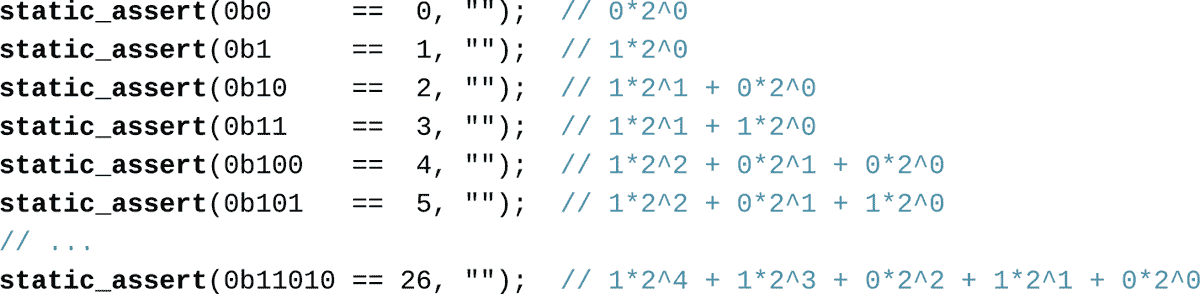 static_assert(0b0     ==  0, "");  // 0*2^0
static_assert(0b1     ==  1, "");  // 1*2^0
static_assert(0b10    ==  2, "");  // 1*2^1 + 0*2^0
static_assert(0b11    ==  3, "");  // 1*2^1 + 1*2^0
static_assert(0b100   ==  4, "");  // 1*2^2 + 0*2^1 + 0*2^0
static_assert(0b101   ==  5, "");  // 1*2^2 + 0*2^1 + 1*2^0
// ...
static_assert(0b11010 == 26, "");  // 1*2^4 + 1*2^3 + 0*2^2 + 1*2^1 + 0*2^0